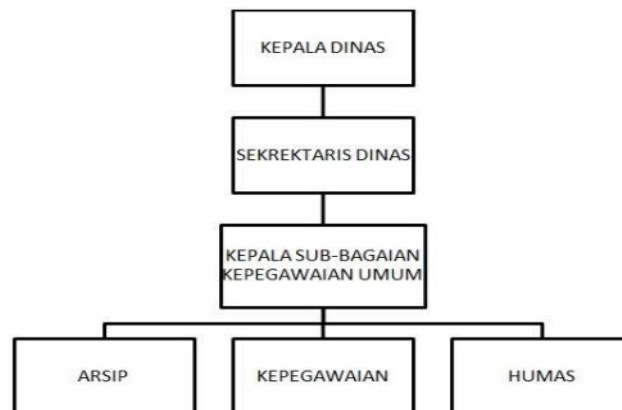 KEPALA DINAS
SEKREKTARIS DINAS
KEPALA SUB-BAGAIAN
KEPEGAWAIAN UMUM
ARSIP
KEPEGAWAIAN
HUMAS